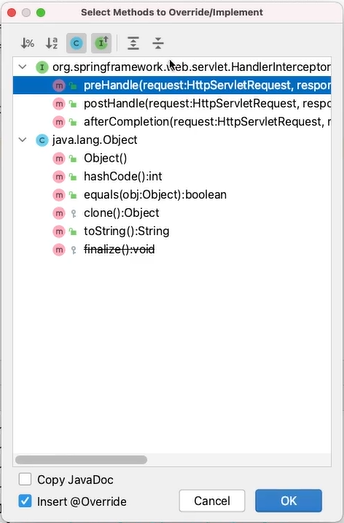 Select Methods to Override/Implement
org.springframework.web.servlet.HandlerInterceptor
preHandle(request:HttpServletRequest, respor
postHandle(request:HttpServletRequest, respo
afterCompletion(request:HttpServletRequest, r
java.lang.Object
Object()
hashCode():int
equals(obj:Object):boolean
clone():Object
toString():String
finalize():void
Copy JavaDoc
Insert @Override
Cancel
OK